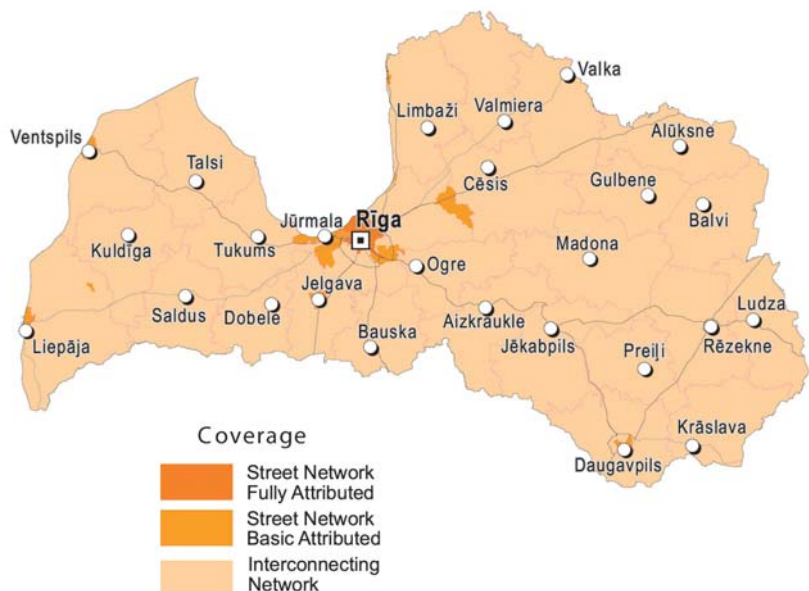 Valka
Limbaži
Valmiera
Ventspils
Alūksne
Talsi
Cēsis
Gulbene
Jūrmala
Rīga
Balvi
Kuldīga
Tukums
Madona
Ogre
Jelgava
Ludza
Saldus
Dobele
Aizkraukle
Liepāja
Bauska
Jēkabpils
Preiļi
Rēzekne
Krāslava
Daugavpils
Coverage
Street Network
Fully Attributed
Street Network
Basic Attributed
Interconnecting
Network